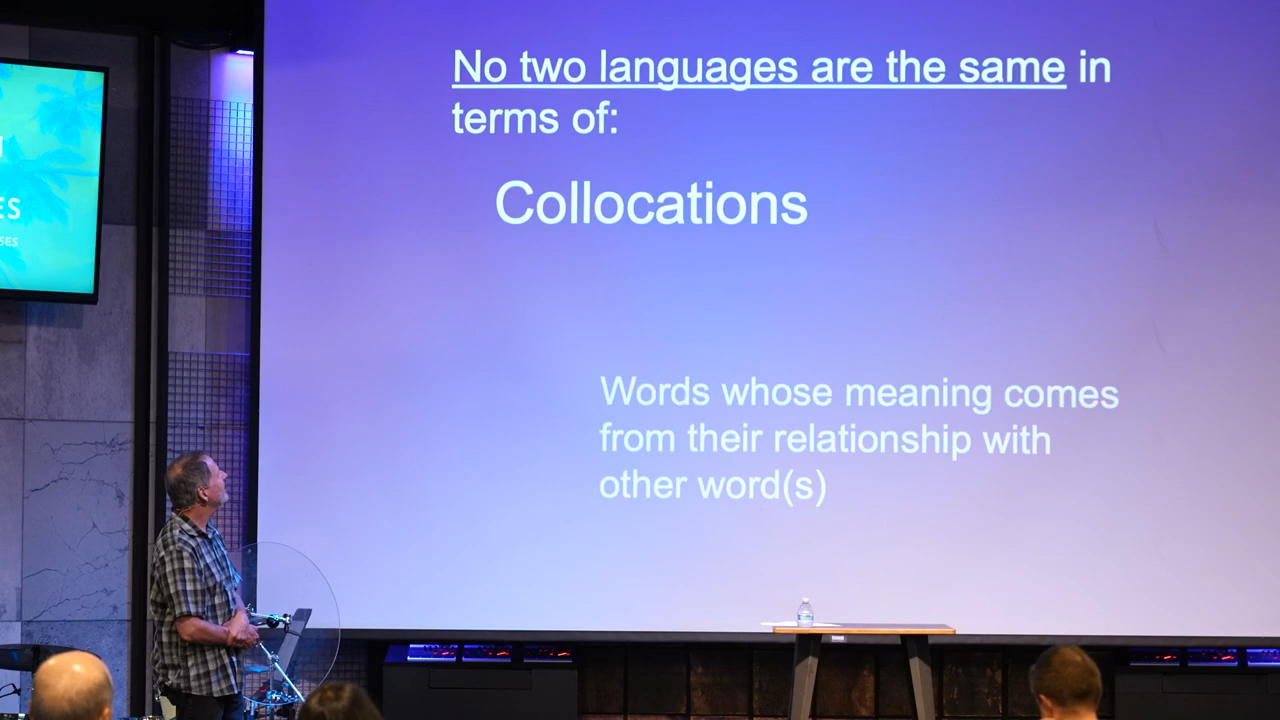 No two languages are the same in
terms of:
Collocations
Words whose meaning comes
from their relationship with
other word(s)